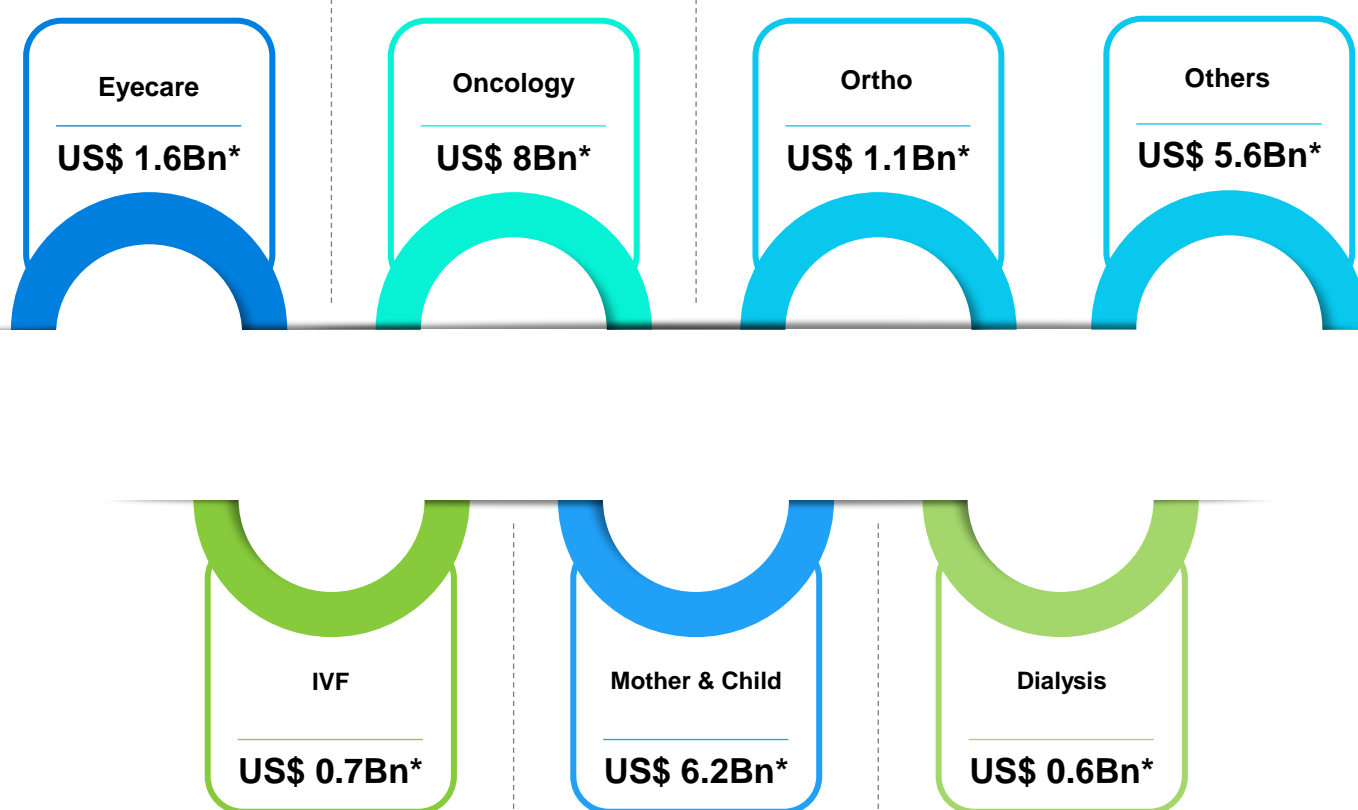 Eyecare
US$ 1.6Bn*
Oncology
US$ 8Bn*
Ortho
US$ 1.1Bn*
Others
US$ 5.6Bn*
IVF
US$ 0.7Bn*
Mother & Child
US$ 6.2Bn*
Dialysis
US$ 0.6Bn*